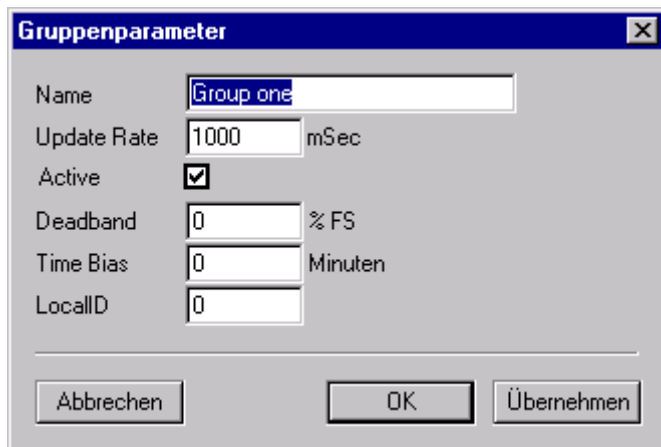 Gruppenparameter
Name Group one
Update Rate 1000 mSec
Active
Deadband 0 % FS
Time Bias 0 Minuten
LocalID 0
Abbrechen OK Übernehmen